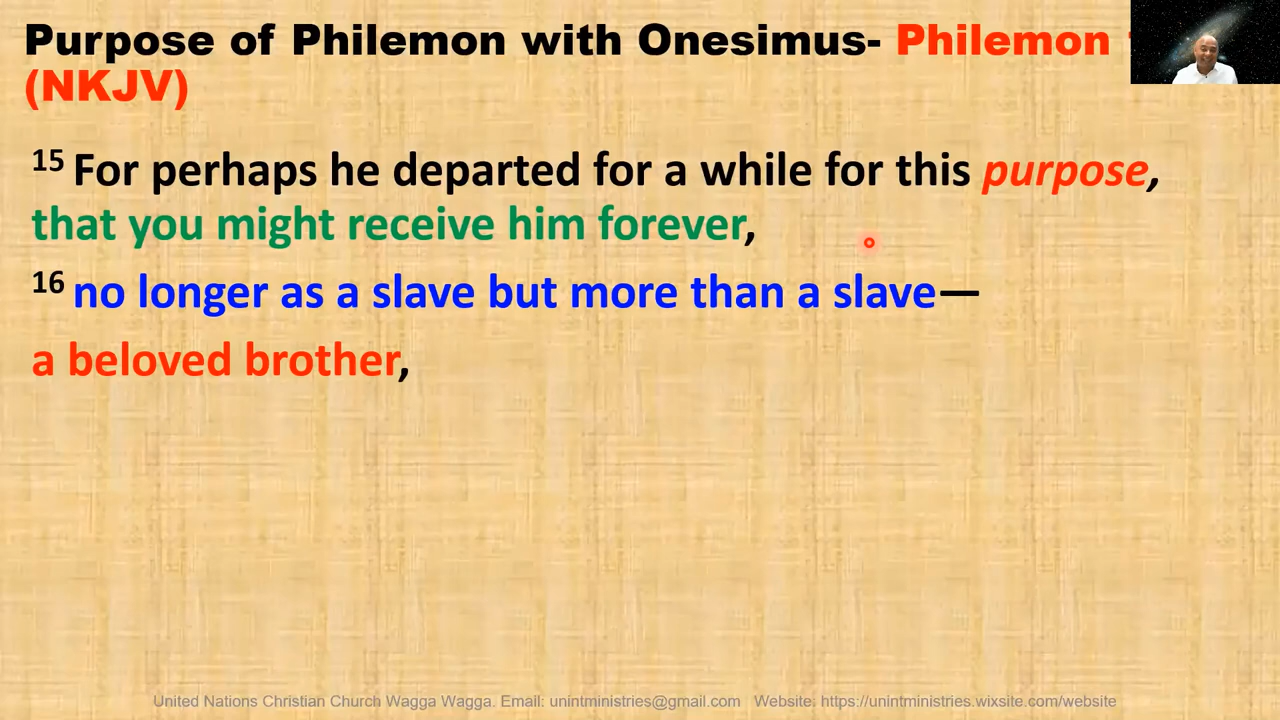 Purpose of Philemon with Onesimus- Philemon
(NKJV)
15 For perhaps he departed for a while for this purpose,
that you might receive him forever,
16 no longer as a slave but more than a slave—
a beloved brother,
United Nations Christian Church Wagga Wagga. Email: unintministries@gmail.com Website: https://unintministries.wixsite.com/website